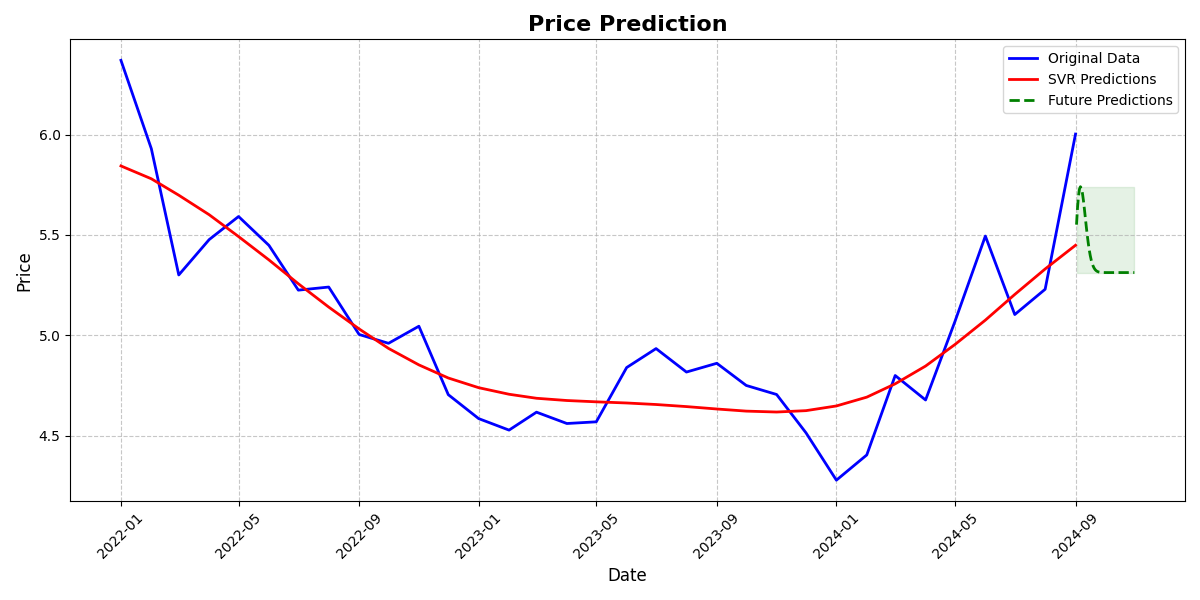 Price Prediction
Original Data
SVR Predictions
Future Predictions
Price
6.0
5.5
5.0
4.5
2022-01
2022-05
2022-09
2023-01
2023-05
2023-09
2024-01
2024-05
2024-09
Date